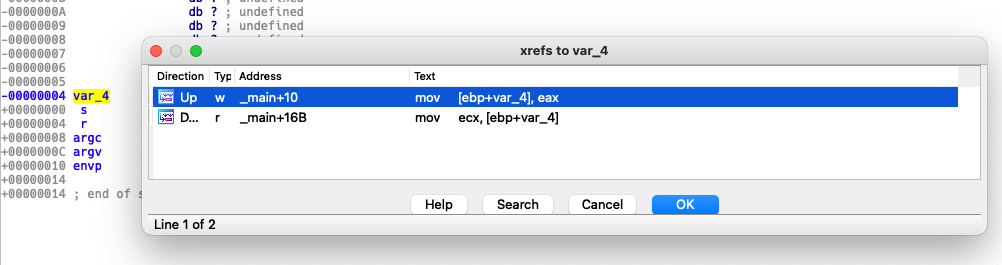 -0000000B db ? ; undefined
-0000000A db ? ; undefined
-00000009 db ? ; undefined
-00000008
xrefs to var_4
-00000007
-00000006
Direction Typ Address Text
-00000005
-00000004 var_4 Up w _main+10 mov [ebp+var_4], eax
+00000000 s
+00000004 r D... r _main+16B mov ecx, [ebp+var_4]
+00000008 argc
+0000000C argv
+00000010 envp
+00000014
+00000014 ; end of s
Help Search Cancel OK
Line 1 of 2